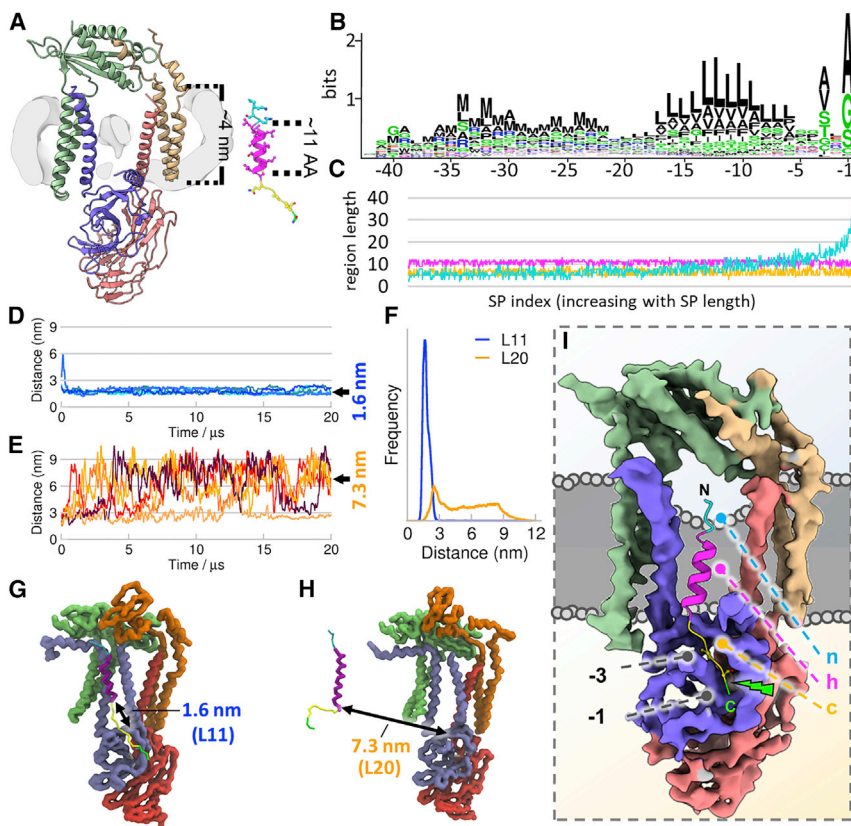 A
~4 nm
~11 AA
B
bits
2
1
-40 -35 -30 -25 -20 -15 -10 -5 -1
C
region length
40
30
20
10
0
SP index (increasing with SP length)
D
Distance (nm)
9
6
3
0
0 5 10 15 20
Time / μs
1.6 nm
E
Distance (nm)
9
6
3
0
0 5 10 15 20
Time / μs
7.3 nm
F
L11
L20
Frequency
0 3 6 9 12
Distance (nm)
G
1.6 nm
(L11)
H
7.3 nm
(L20)
I
N
n
h
c
-3
-1
C